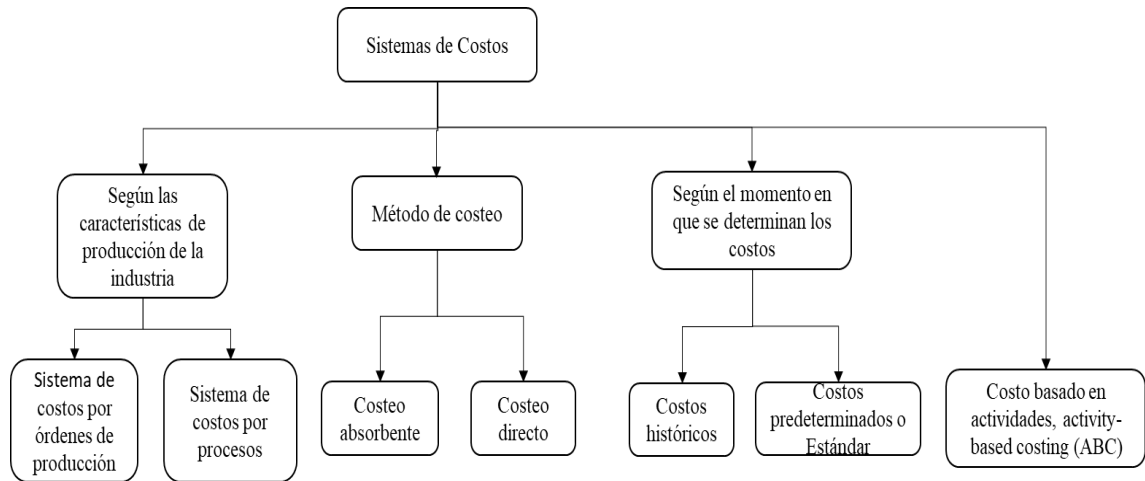 Sistemas de Costos
Según las
características de
producción de la
industria
Método de costeo
Según el momento en
que se determinan los
costos
Sistema de
costos por
órdenes de
producción
Sistema de
costos por
procesos
Costeo
absorbente
Costeo
directo
Costos
históricos
Costos
predeterminados o
Estándar
Costo basado en
actividades, activity-
based costing (ABC)